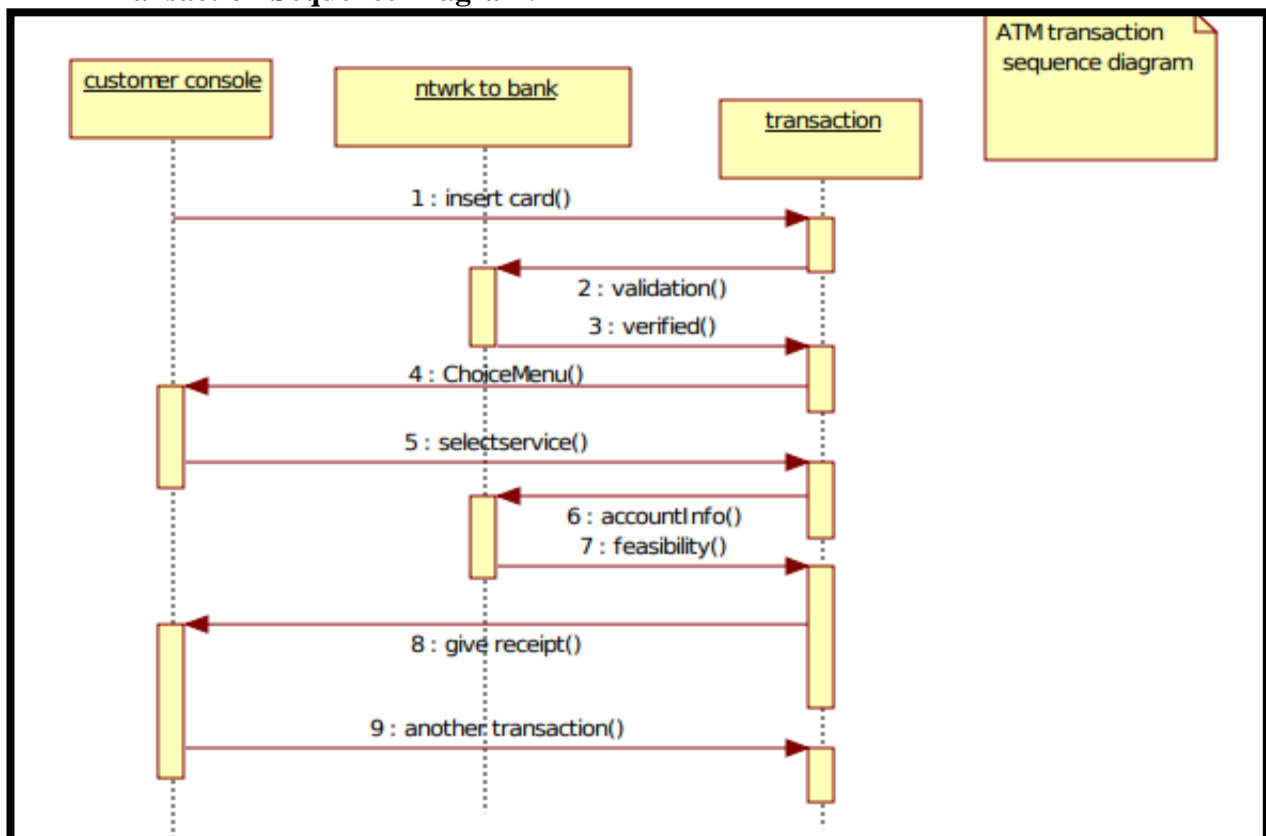 ATM transaction
sequence diagram
customer console
ntwrk to bank
transaction
1 : insert card()
2 : validation()
3 : verified()
4 : ChoiceMenu()
5 : selectservice()
6 : accountInfo()
7 : feasibility()
8 : give receipt()
9 : another transaction()